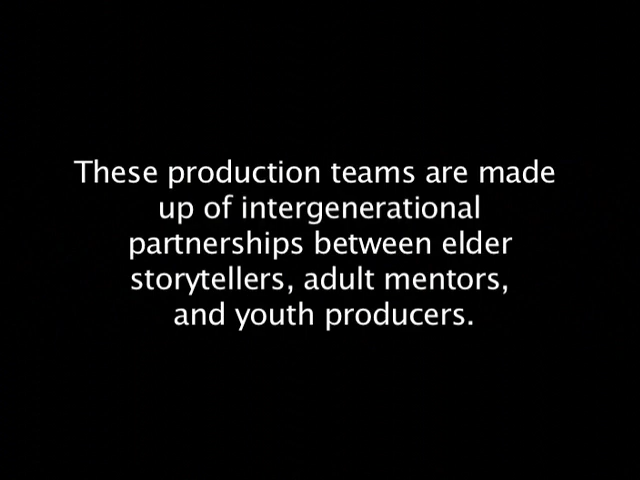 These production teams are made
up of intergenerational
partnerships between elder
storytellers, adult mentors,
and youth producers.